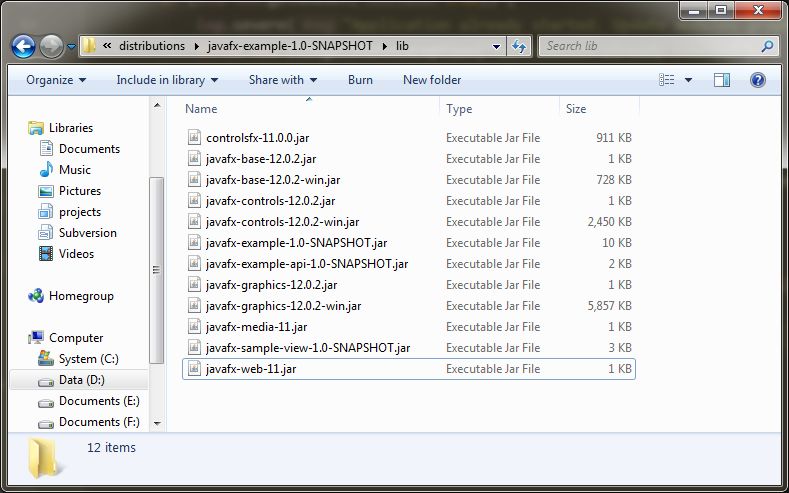 « distributions ▸ javafx-example-1.0-SNAPSHOT ▸ lib
Search lib
Organize Include in library Share with Burn New folder
Libraries
Documents
Music
Pictures
projects
Subversion
Videos
Homegroup
Computer
System (C:)
Data (D:)
Documents (E:)
Documents (F:)
Name Type Size
controlsfx-11.0.0.jar Executable Jar File 911 KB
javafx-base-12.0.2.jar Executable Jar File 1 KB
javafx-base-12.0.2-win.jar Executable Jar File 728 KB
javafx-controls-12.0.2.jar Executable Jar File 1 KB
javafx-controls-12.0.2-win.jar Executable Jar File 2,450 KB
javafx-example-1.0-SNAPSHOT.jar Executable Jar File 10 KB
javafx-example-api-1.0-SNAPSHOT.jar Executable Jar File 2 KB
javafx-graphics-12.0.2.jar Executable Jar File 1 KB
javafx-graphics-12.0.2-win.jar Executable Jar File 5,857 KB
javafx-media-11.jar Executable Jar File 1 KB
javafx-sample-view-1.0-SNAPSHOT.jar Executable Jar File 3 KB
javafx-web-11.jar Executable Jar File 1 KB
12 items